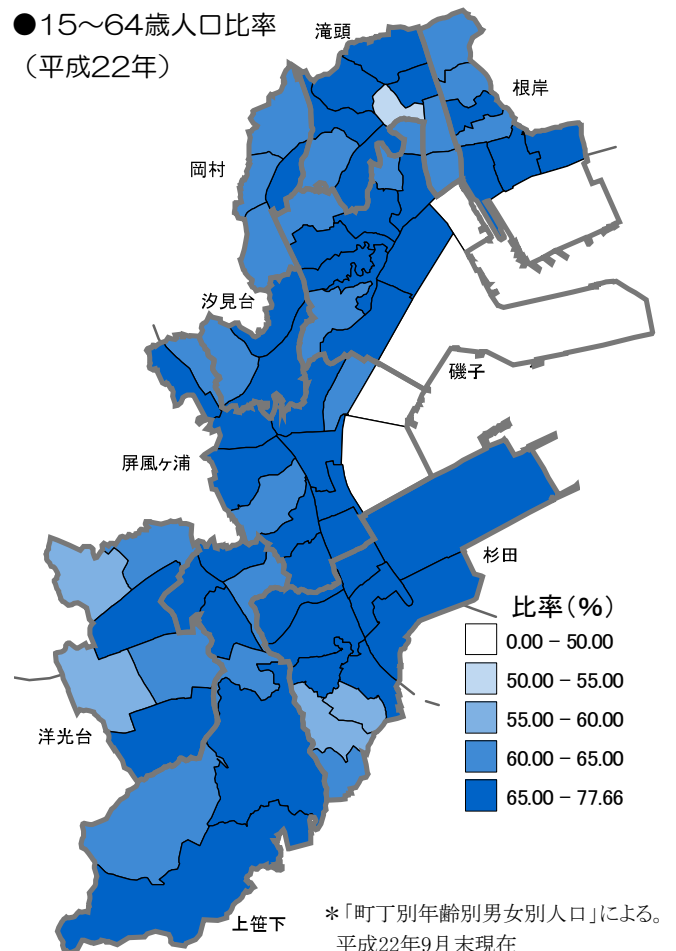 ●15～64歳人口比率
（平成22年）
滝頭
根岸
岡村
汐見台
磯子
屏風ヶ浦
杉田
比率（%）
0.00 − 50.00
50.00 − 55.00
55.00 − 60.00
60.00 − 65.00
65.00 − 77.66
洋光台
上笹下
＊「町丁別年齢別男女別人口」による。
平成22年9月末現在